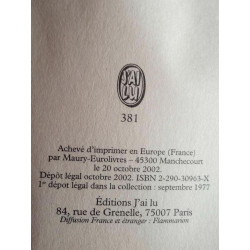 J'AI
LU
381
Achevé d'imprimer en Europe (France)
par Maury-Eurolivres – 45300 Manchecourt
le 20 octobre 2002.
Dépôt légal octobre 2002. ISBN 2-290-30963-X
1er dépôt légal dans la collection : septembre 1977
Éditions J'ai lu
84, rue de Grenelle, 75007 Paris
Diffusion France et étranger : Flammarion